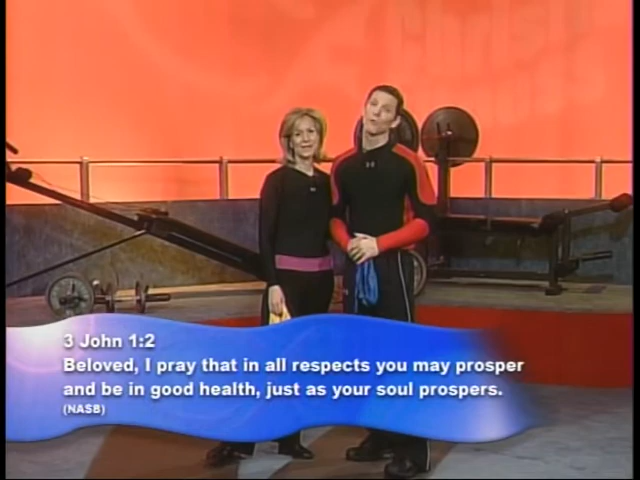 3 John 1:2
Beloved, I pray that in all respects you may prosper
and be in good health, just as your soul prospers.
(NASB)